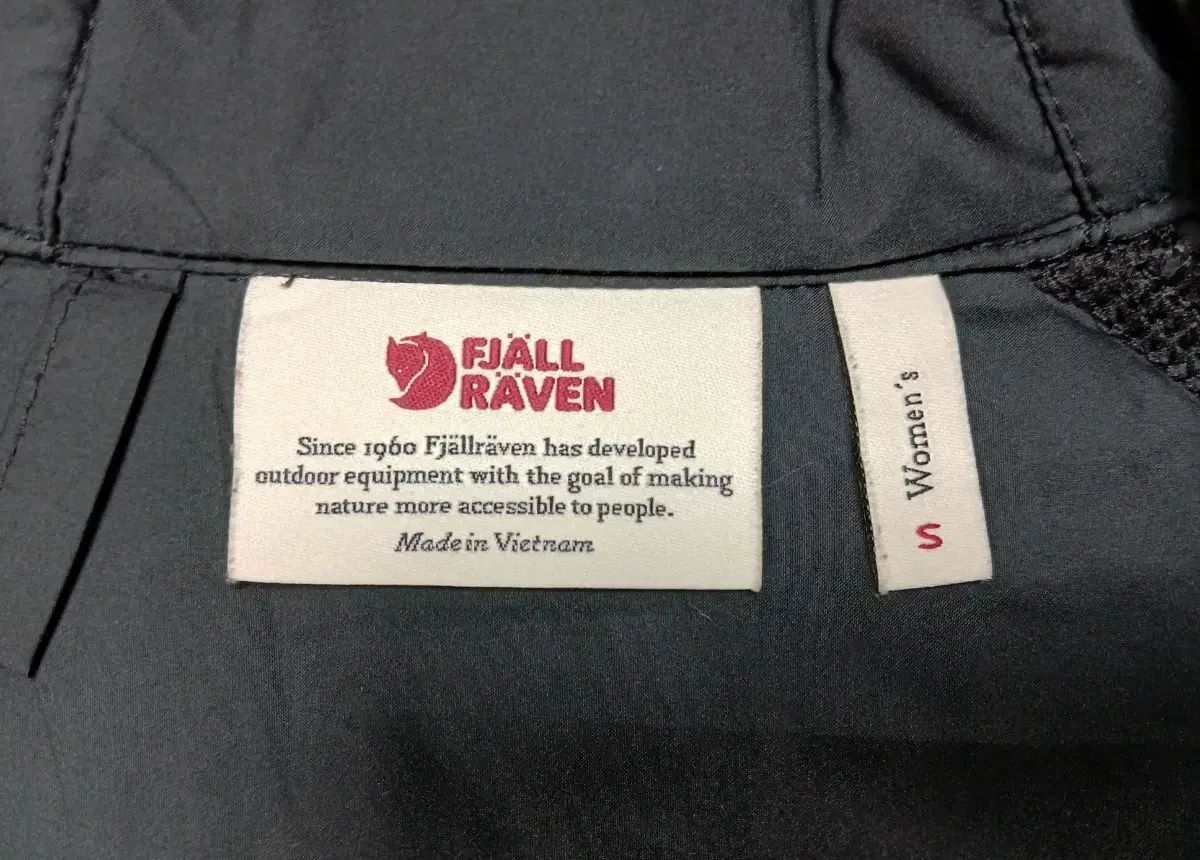 FJÄLL
RÄVEN
Since 1960 Fjällräven has developed
outdoor equipment with the goal of making
nature more accessible to people.
Made in Vietnam
Women's
S